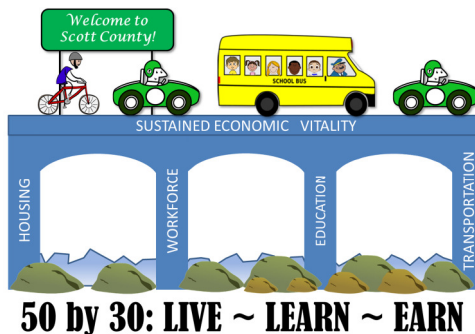 Welcome to
Scott County!
SCHOOL BUS
SUSTAINED ECONOMIC VITALITY
HOUSING
WORKFORCE
EDUCATION
TRANSPORTATION
50 by 30: LIVE ~ LEARN ~ EARN